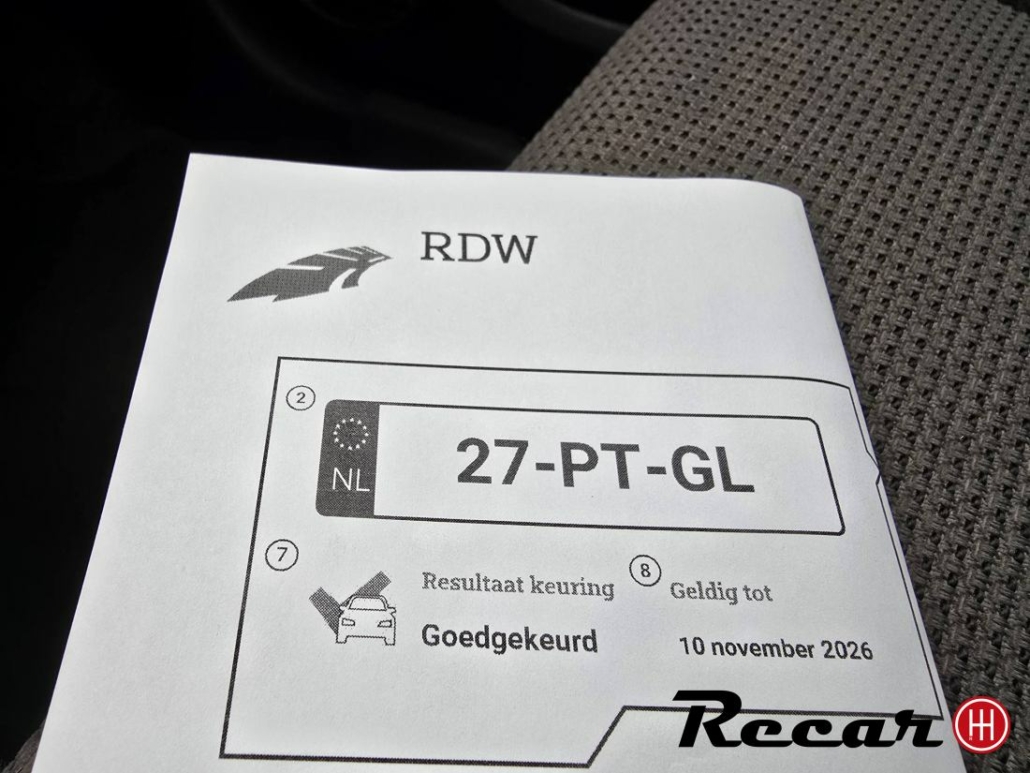 RDW
2
NL
27-PT-GL
7
Resultaat keuring
8
Geldig tot
Goedgekeurd
10 november 2026
Recar